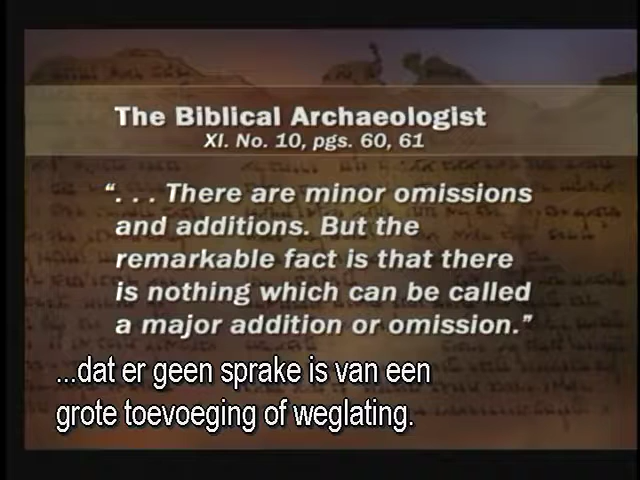 The Biblical Archaeologist
XI. No. 10, pgs. 60, 61
“. . . There are minor omissions
and additions. But the
remarkable fact is that there
is nothing which can be called
a major addition or omission.”
...dat er geen sprake is van een
grote toevoeging of weglating.